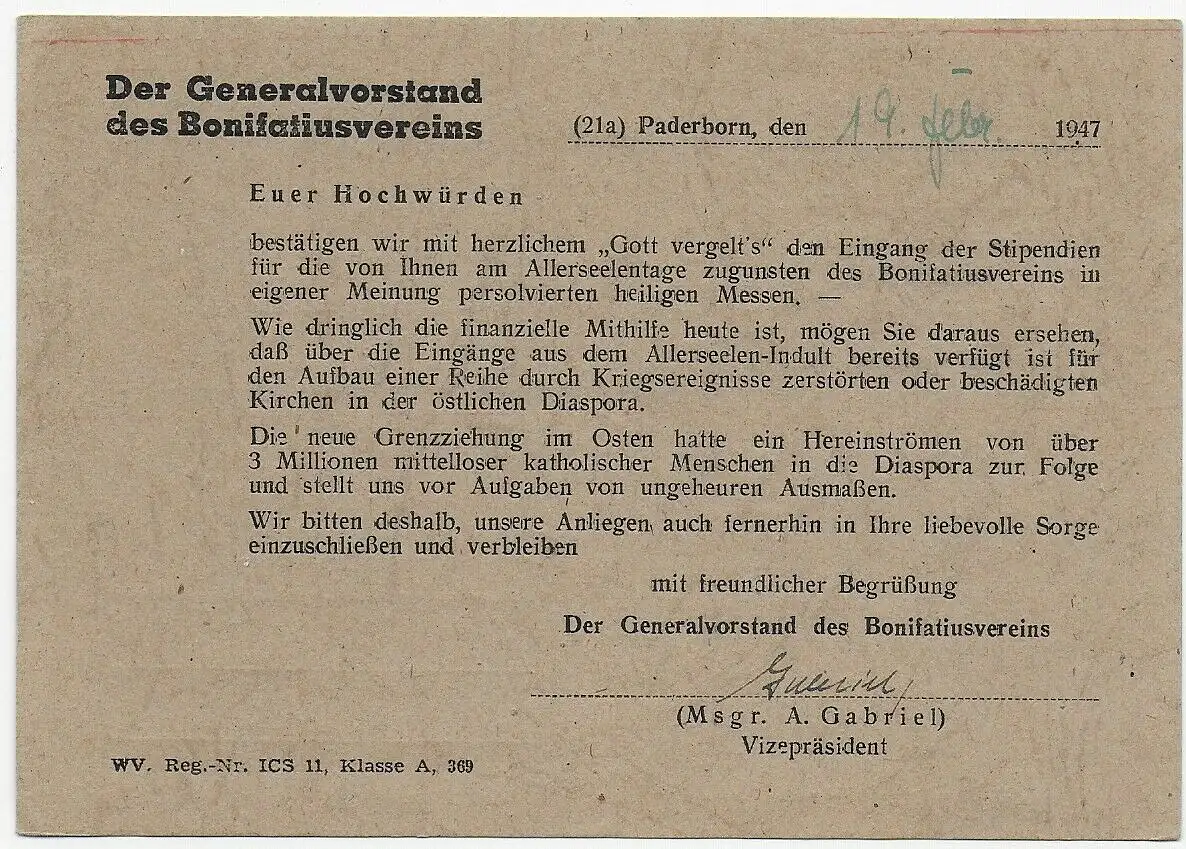 Der Generalvorstand
des Bonifatiusvereins
(21a) Paderborn, den 19. Febr. 1947
Euer Hochwürden
bestätigen wir mit herzlichem „Gott vergelt's“ den Eingang der Stipendien
für die von Ihnen am Allerseelentage zugunsten des Bonifatiusvereins in
eigener Meinung persolvierten heiligen Messen. —
Wie dringlich die finanzielle Mithilfe heute ist, mögen Sie daraus ersehen,
daß über die Eingänge aus dem Allerseelen-Indult bereits verfügt ist für
den Aufbau einer Reihe durch Kriegsereignisse zerstörten oder beschädigten
Kirchen in der östlichen Diaspora.
Die neue Grenzziehung im Osten hatte ein Hereinströmen von über
3 Millionen mittelloser katholischer Menschen in die Diaspora zur Folge
und stellt uns vor Aufgaben von ungeheuren Ausmaßen.
Wir bitten deshalb, unsere Anliegen auch fernerhin in Ihre liebevolle Sorge
einzuschließen und verbleiben
mit freundlicher Begrüßung
Der Generalvorstand des Bonifatiusvereins
Gabriel
(Msgr. A. Gabriel)
Vizepräsident
WV. Reg.-Nr. ICS 11, Klasse A, 369